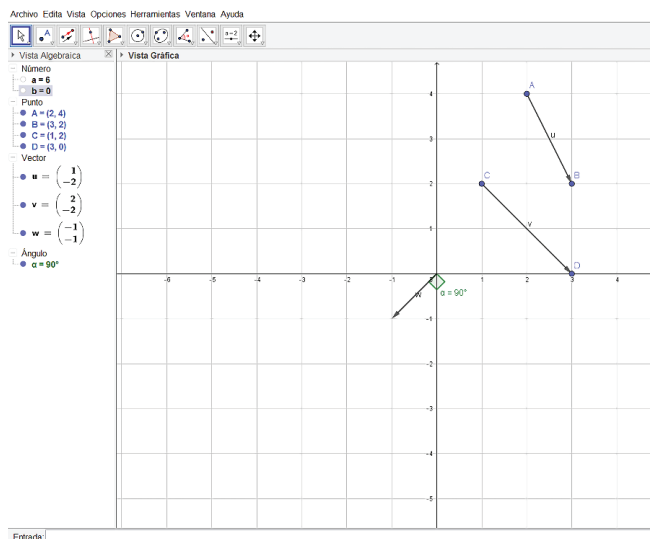 Archivo Edita Vista Opciones Herramientas Ventana Ayuda
A
a=2
Vista Algebraica
Vista Gráfica
Número
a = 6
b = 0
Punto
A = (2, 4)
B = (3, 2)
C = (1, 2)
D = (3, 0)
Vector
u = (1 -2)
v = (2 -2)
w = (-1 -1)
Ángulo
α = 90°
4
A
3
u
C
2
B
1
v
D
-6 -5 -4 -3 -2 -1 0 1 2 3 4
w
α = 90°
-1
-2
-3
-4
-5
Entrada: